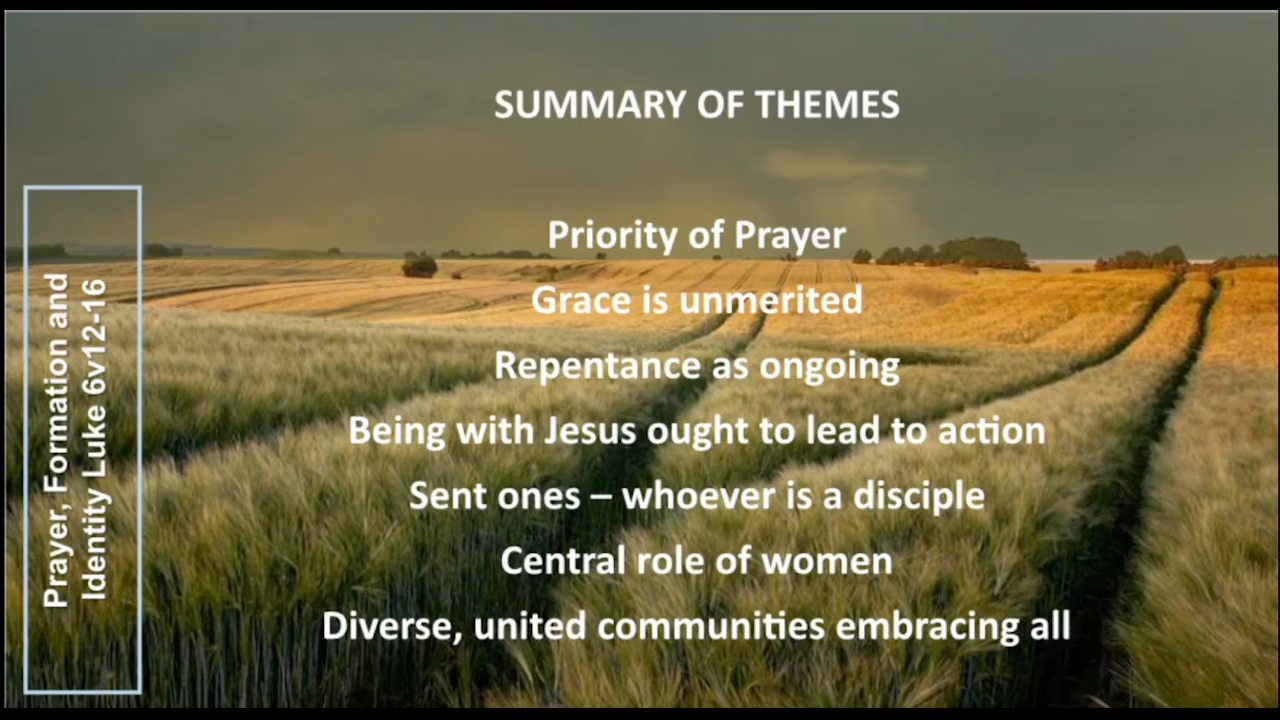 SUMMARY OF THEMES
Priority of Prayer
Grace is unmerited
Repentance as ongoing
Being with Jesus ought to lead to action
Sent ones – whoever is a disciple
Central role of women
Diverse, united communities embracing all
Prayer, Formation and
Identity Luke 6v12-16